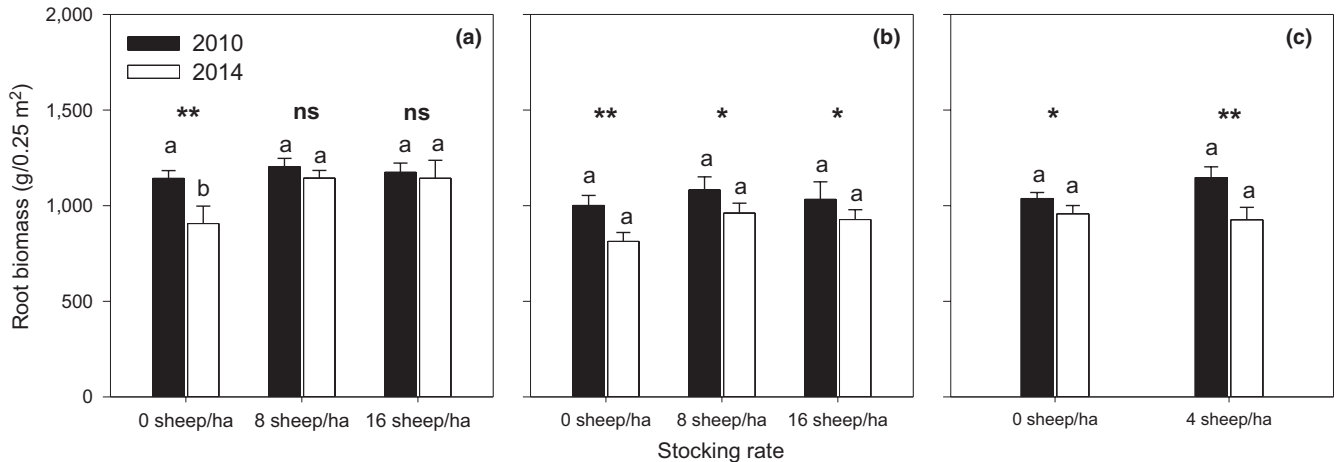 2,000
1,500
1,000
500
0
Root biomass (g/0.25 m²)
2010
2014
(a)
** ns ns
a b a a a a
0 sheep/ha 8 sheep/ha 16 sheep/ha
(b)
** * *
a a a a a a
0 sheep/ha 8 sheep/ha 16 sheep/ha
(c)
* **
a a a a
0 sheep/ha 4 sheep/ha
Stocking rate